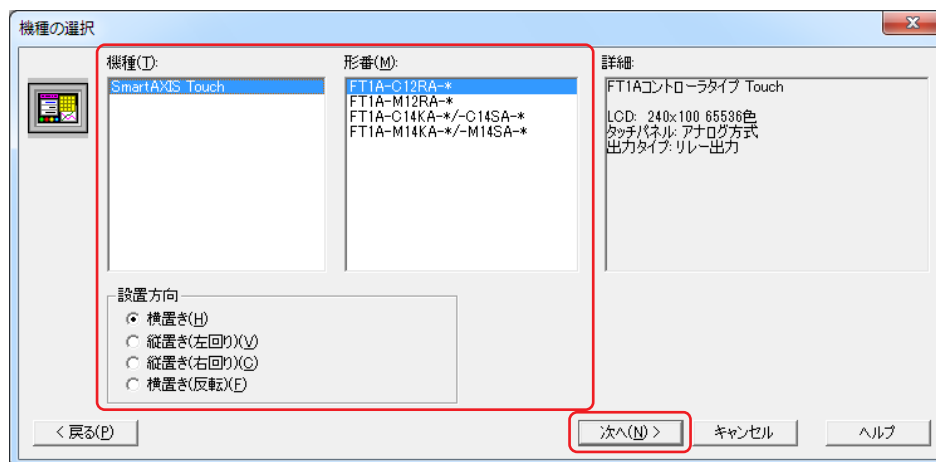 機種の選択
機種(T):
SmartAXIS Touch
形番(M):
FT1A-C12RA-*
FT1A-M12RA-*
FT1A-C14KA-*/-C14SA-*
FT1A-M14KA-*/-M14SA-*
詳細:
FT1Aコントローラタイプ Touch
LCD: 240x100 65536色
タッチパネル: アナログ方式
出力タイプ: リレー出力
設置方向
横置き(H)
縦置き(左回り)(V)
縦置き(右回り)(C)
横置き(反転)(F)
< 戻る(P)
次へ(N) >
キャンセル
ヘルプ